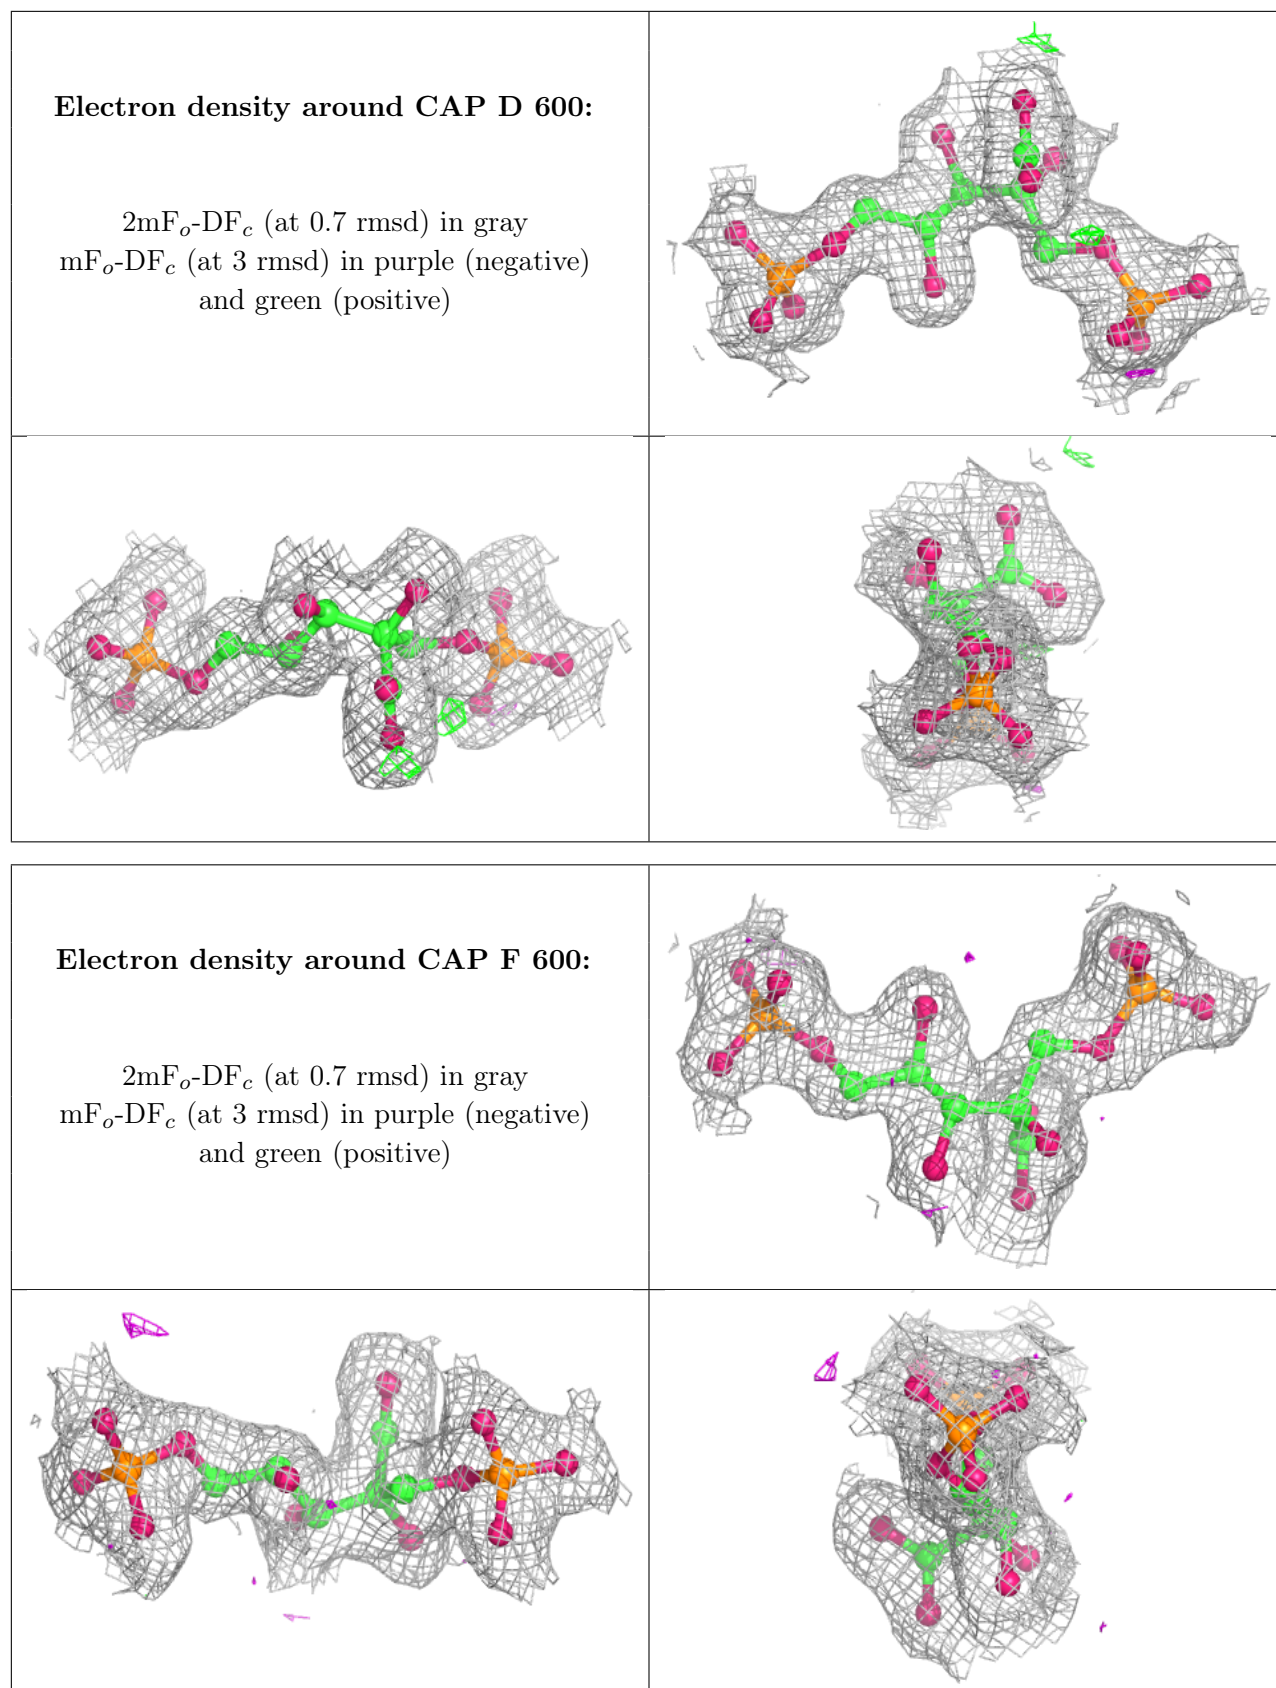 Electron density around CAP D 600:
2mFo-DFc (at 0.7 rmsd) in gray
mFo-DFc (at 3 rmsd) in purple (negative)
and green (positive)
Electron density around CAP F 600:
2mFo-DFc (at 0.7 rmsd) in gray
mFo-DFc (at 3 rmsd) in purple (negative)
and green (positive)